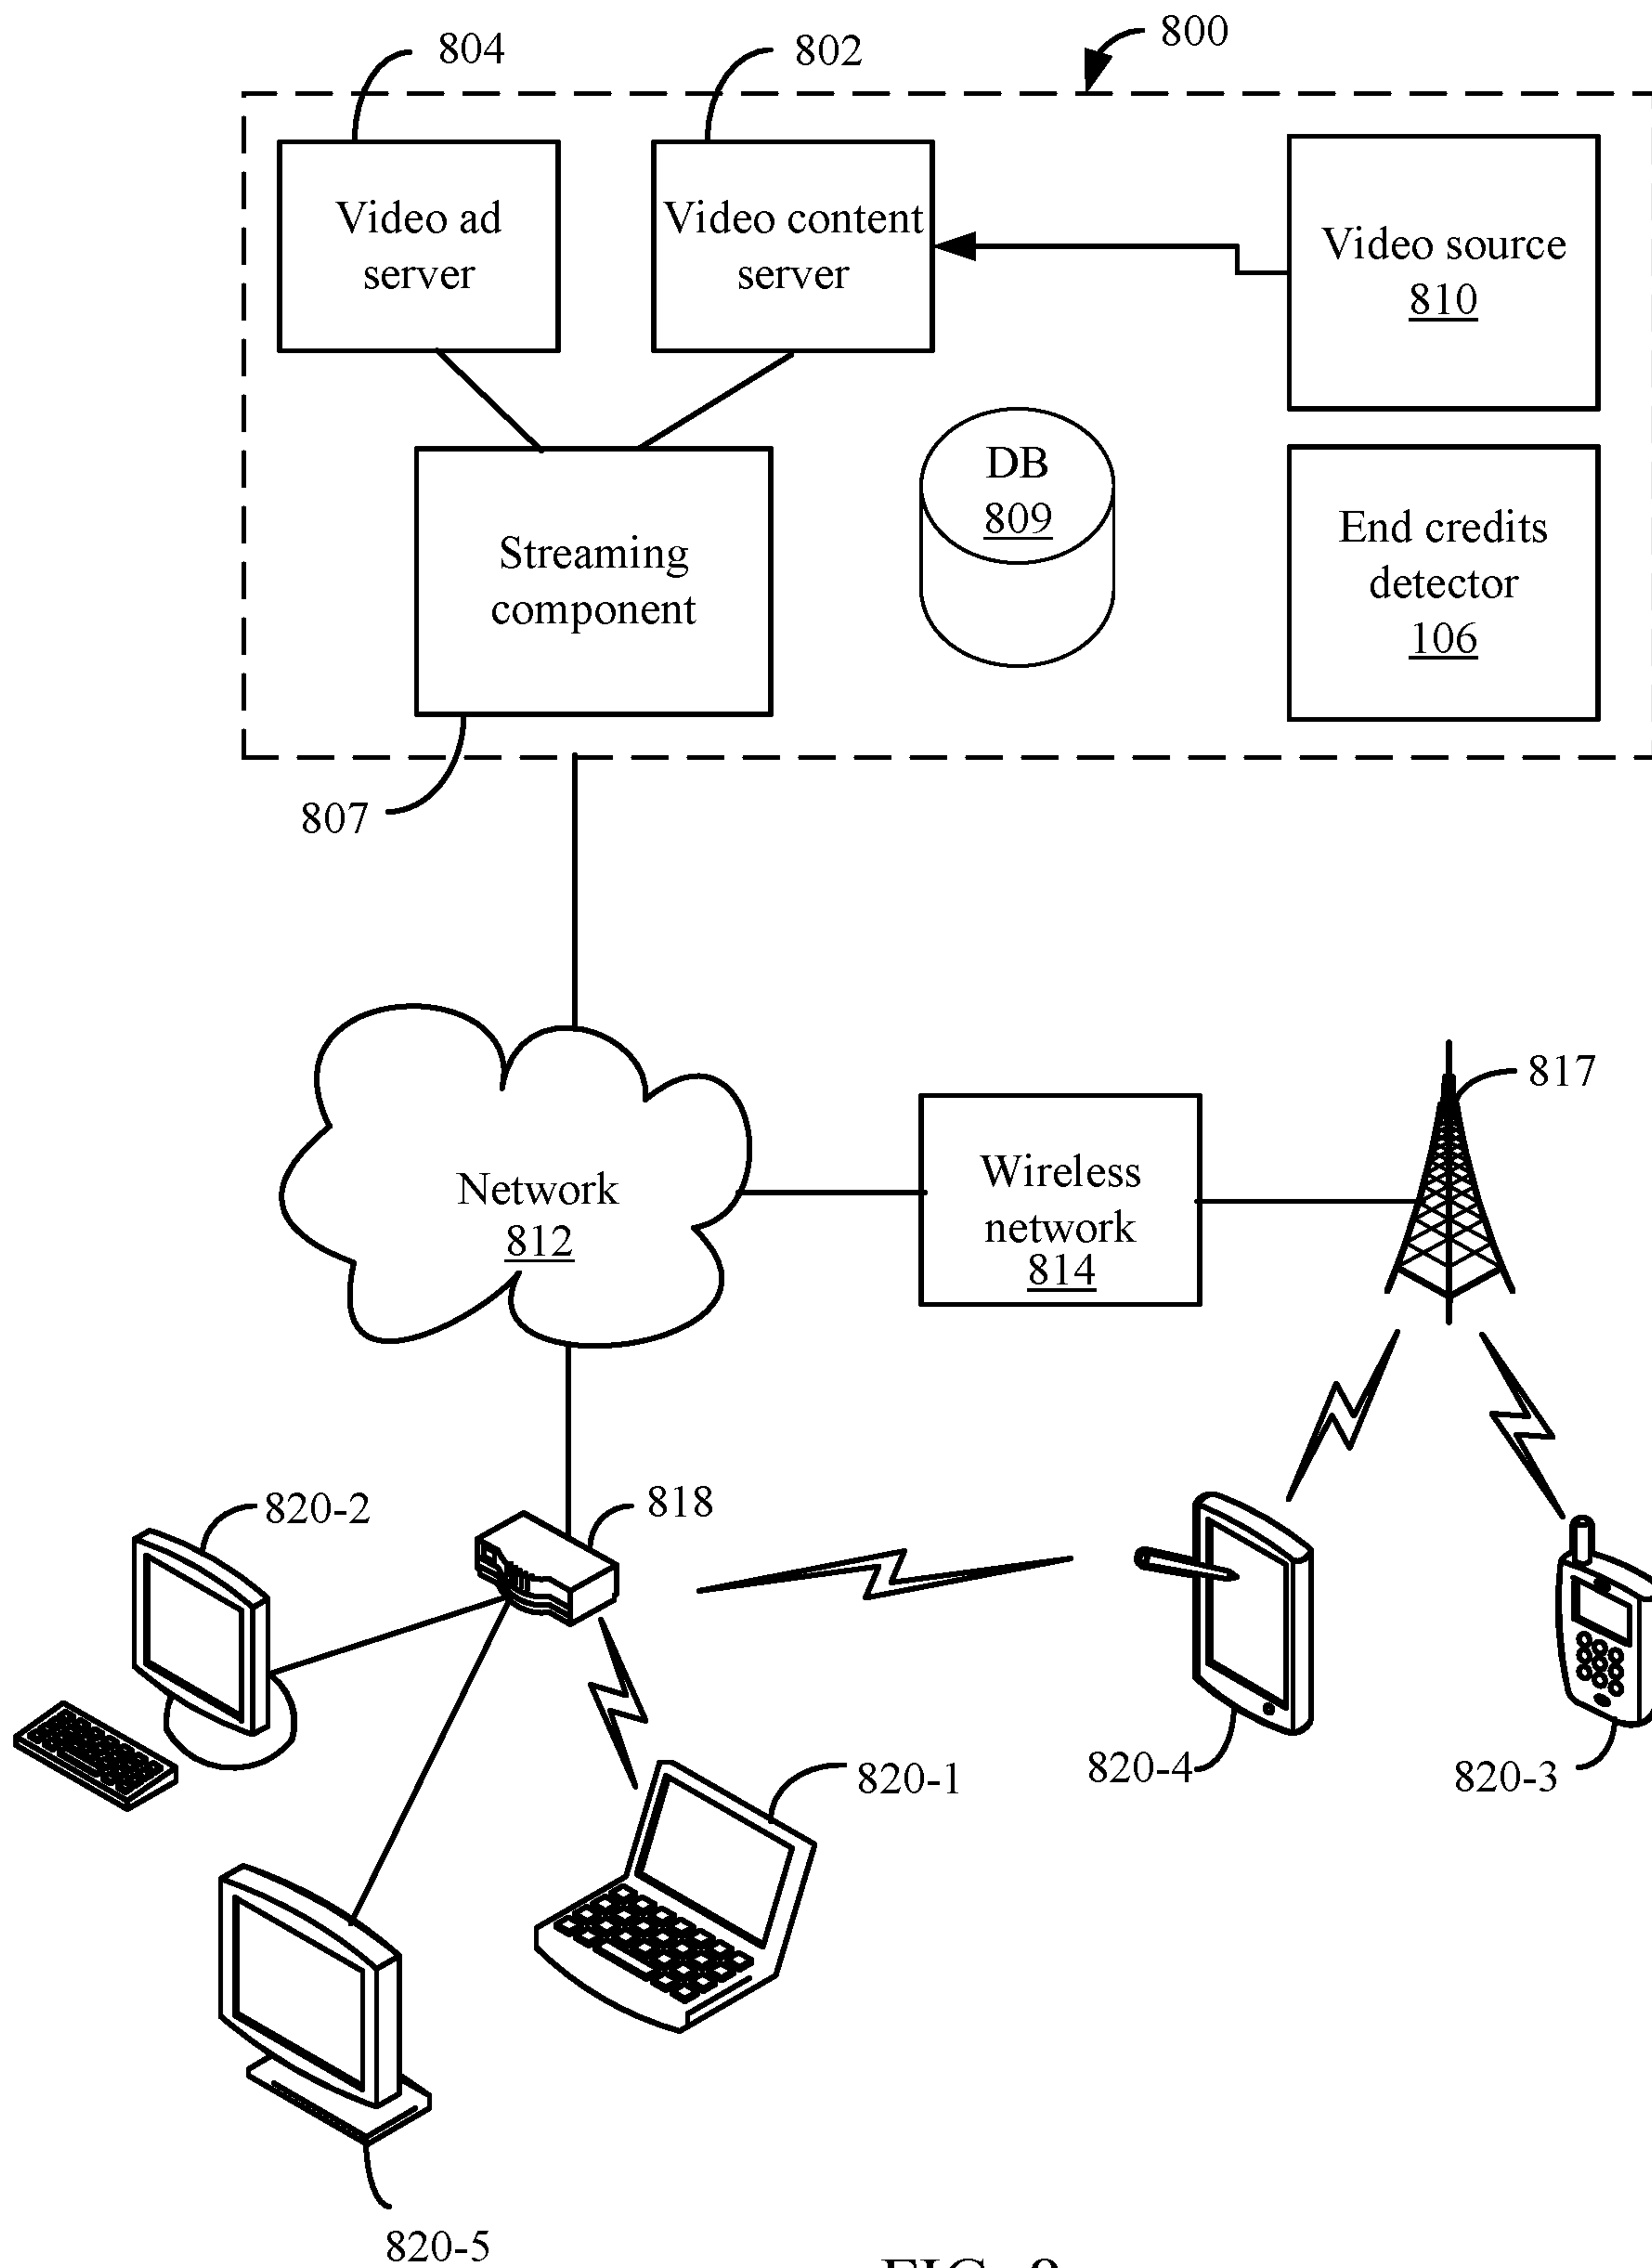 800
804
802
Video ad
server
Video content
server
Video source
810
DB
809
End credits
detector
106
Streaming
component
807
Network
812
Wireless
network
814
817
820-2
818
820-1
820-4
820-3
820-5